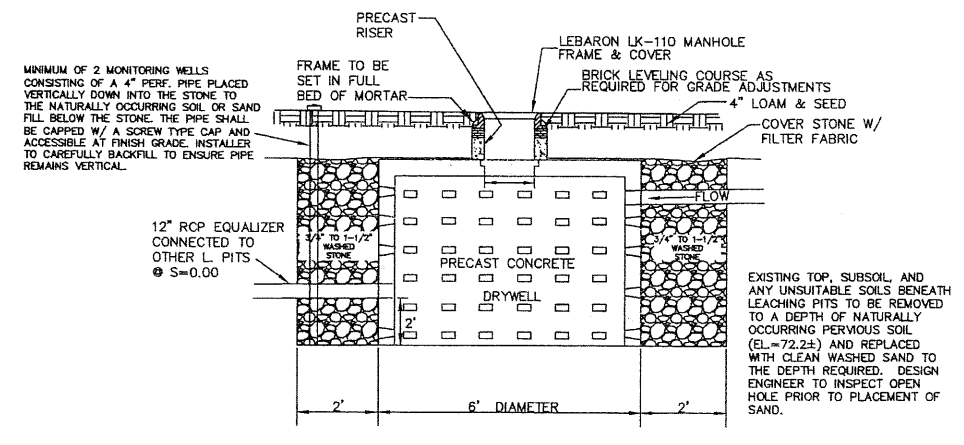 PRECAST
RISER
LEBARON LK-110 MANHOLE
FRAME & COVER
MINIMUM OF 2 MONITORING WELLS
CONSISTING OF A 4" PERF. PIPE PLACED
VERTICALLY DOWN INTO THE STONE TO
THE NATURALLY OCCURRING SOIL OR SAND
FILL BELOW THE STONE. THE PIPE SHALL
BE CAPPED W/ A SCREW TYPE CAP AND
ACCESSIBLE AT FINISH GRADE. INSTALLER
TO CAREFULLY BACKFILL TO ENSURE PIPE
REMAINS VERTICAL.
FRAME TO BE
SET IN FULL
BED OF MORTAR
BRICK LEVELING COURSE AS
REQUIRED FOR GRADE ADJUSTMENTS
4" LOAM & SEED
COVER STONE W/
FILTER FABRIC
FLOW
12" RCP EQUALIZER
CONNECTED TO
OTHER L. PITS
@ S=0.00
3/4" TO 1-1/2"
WASHED
STONE
PRECAST CONCRETE
DRYWELL
3/4" TO 1-1/2"
WASHED
STONE
2'
EXISTING TOP, SUBSOIL, AND
ANY UNSUITABLE SOILS BENEATH
LEACHING PITS TO BE REMOVED
TO A DEPTH OF NATURALLY
OCCURRING PERVIOUS SOIL
(EL.=72.2±) AND REPLACED
WITH CLEAN WASHED SAND TO
THE DEPTH REQUIRED. DESIGN
ENGINEER TO INSPECT OPEN
HOLE PRIOR TO PLACEMENT OF
SAND.
2'
6' DIAMETER
2'